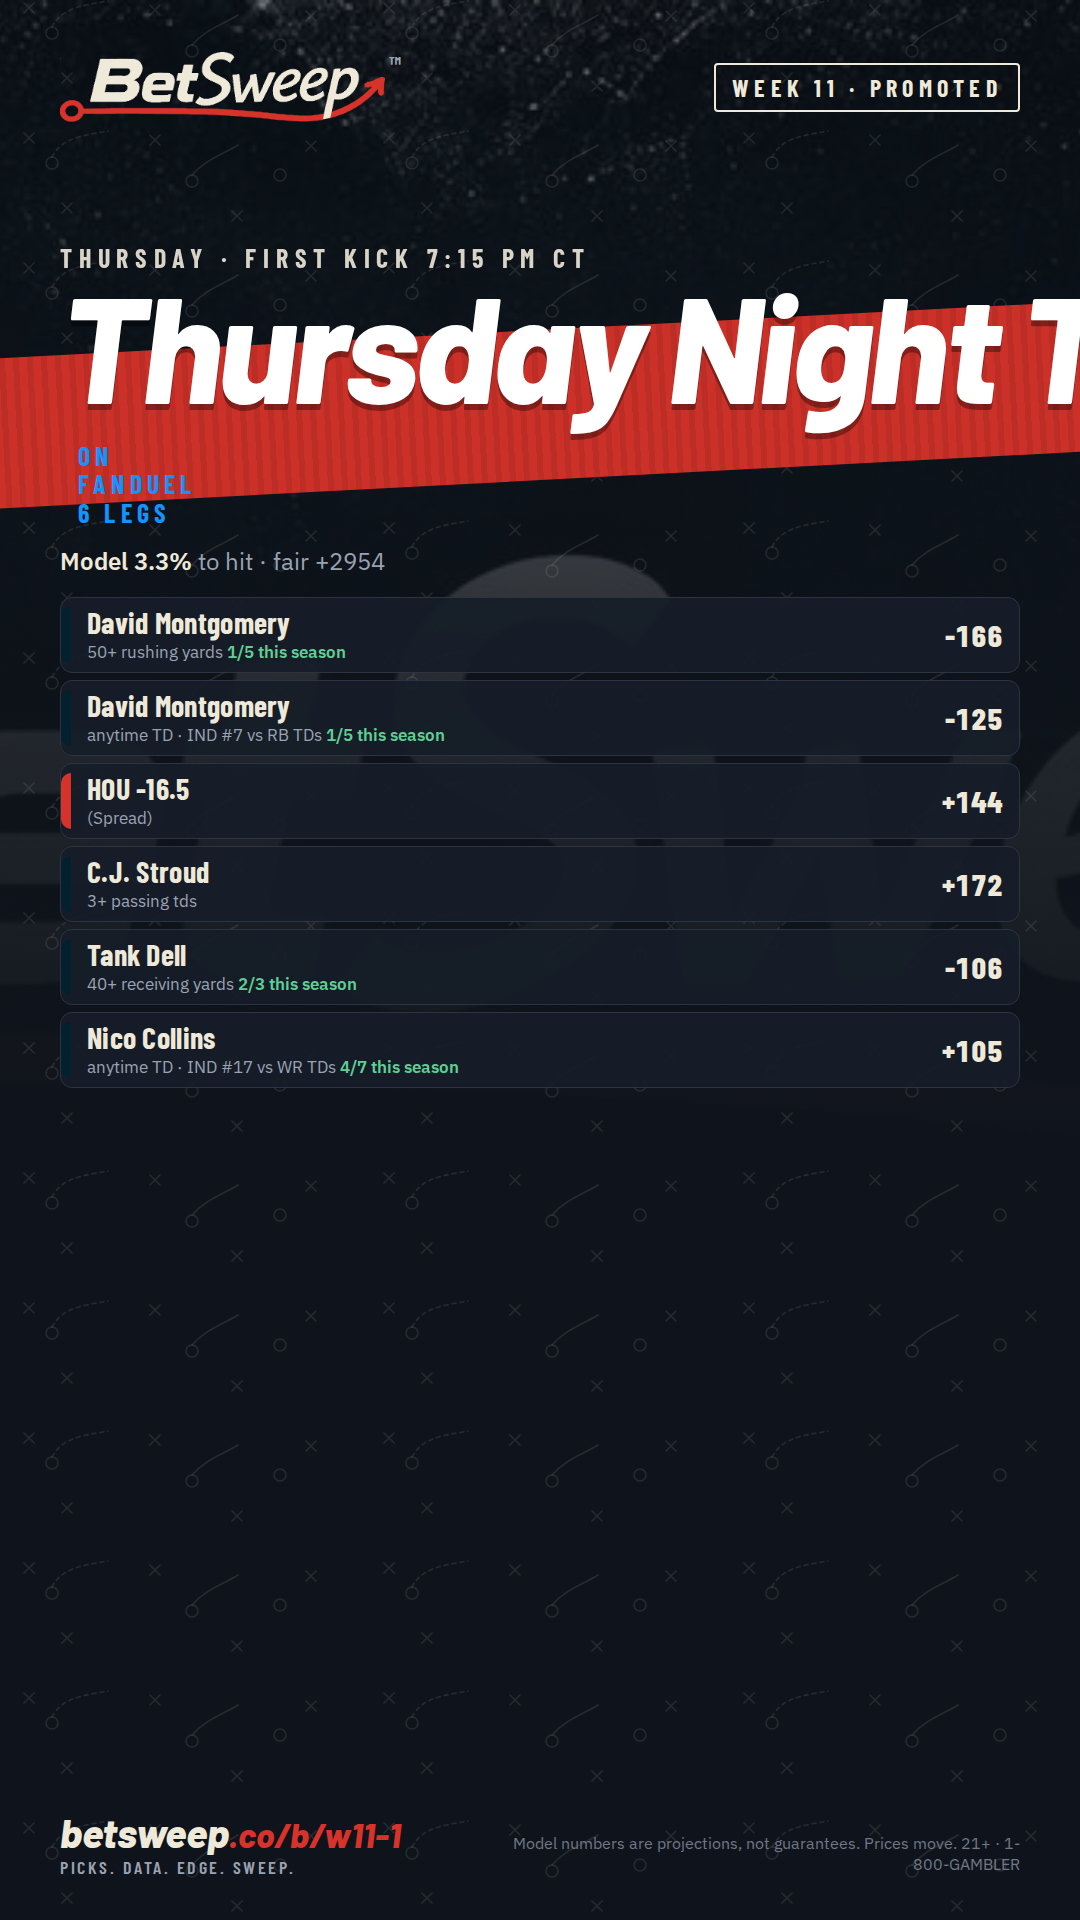 BetSweep™
WEEK 11 · PROMOTED
THURSDAY · FIRST KICK 7:15 PM CT
Thursday Night T
ON
FANDUEL
6 LEGS
Model 3.3% to hit · fair +2954
David Montgomery
50+ rushing yards 1/5 this season
-166
David Montgomery
anytime TD · IND #7 vs RB TDs 1/5 this season
-125
HOU -16.5
(Spread)
+144
C.J. Stroud
3+ passing tds
+172
Tank Dell
40+ receiving yards 2/3 this season
-106
Nico Collins
anytime TD · IND #17 vs WR TDs 4/7 this season
+105
betsweep.co/b/w11-1
PICKS. DATA. EDGE. SWEEP.
Model numbers are projections, not guarantees. Prices move. 21+ · 1-
800-GAMBLER